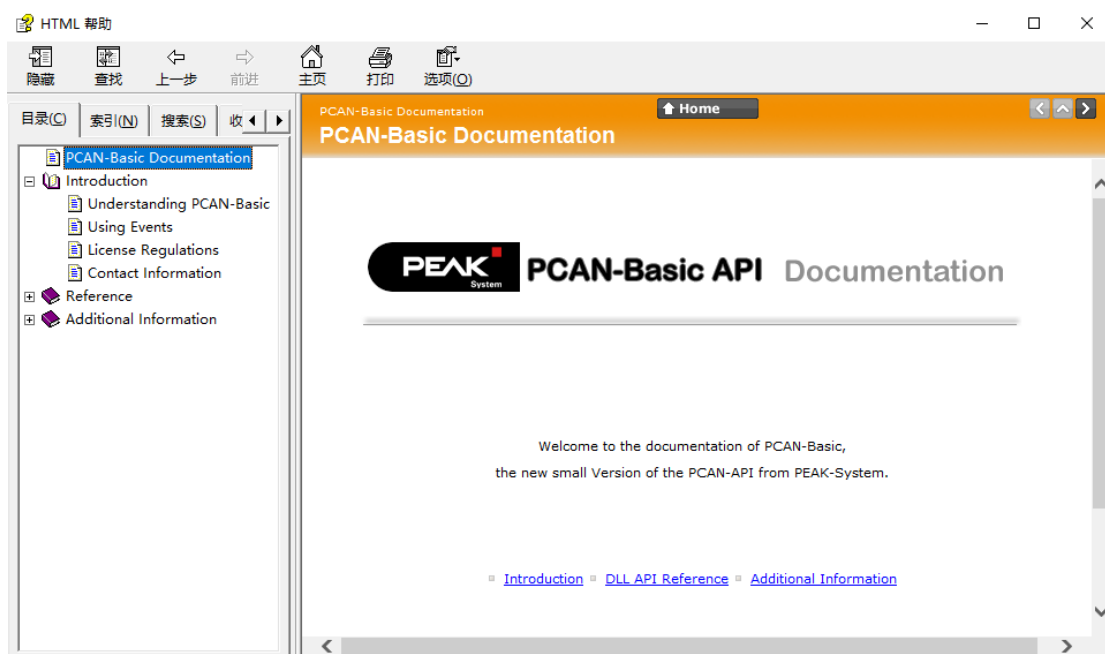 HTML 帮助
隐藏 查找 上一步 前进 主页 打印 选项(O)
目录(C) 索引(N) 搜索(S) 收
PCAN-Basic Documentation
Introduction
Understanding PCAN-Basic
Using Events
License Regulations
Contact Information
Reference
Additional Information
PCAN-Basic Documentation
Home
PCAN-Basic Documentation
PEAK
System
PCAN-Basic API Documentation
Welcome to the documentation of PCAN-Basic,
the new small Version of the PCAN-API from PEAK-System.
Introduction DLL API Reference Additional Information